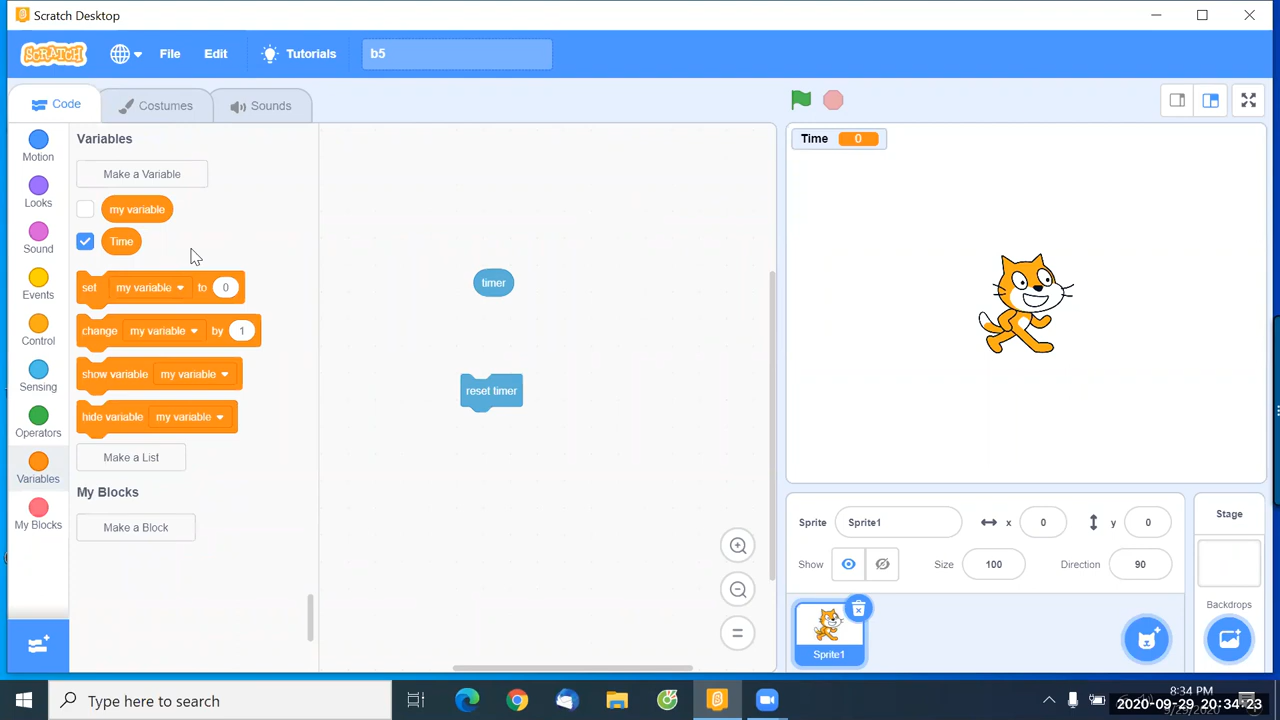 Scratch Desktop
SCRATCH
File
Edit
Tutorials
b5
Code
Costumes
Sounds
Motion
Looks
Sound
Events
Control
Sensing
Operators
Variables
My Blocks
Variables
Make a Variable
my variable
Time
set my variable to 0
change my variable by 1
show variable my variable
hide variable my variable
Make a List
My Blocks
Make a Block
timer
reset timer
Time 0
Sprite Sprite1 x 0 y 0
Show Size 100 Direction 90
Sprite1
Stage
Backdrops
Type here to search
8:34 PM
2020-09-29 20:34:23